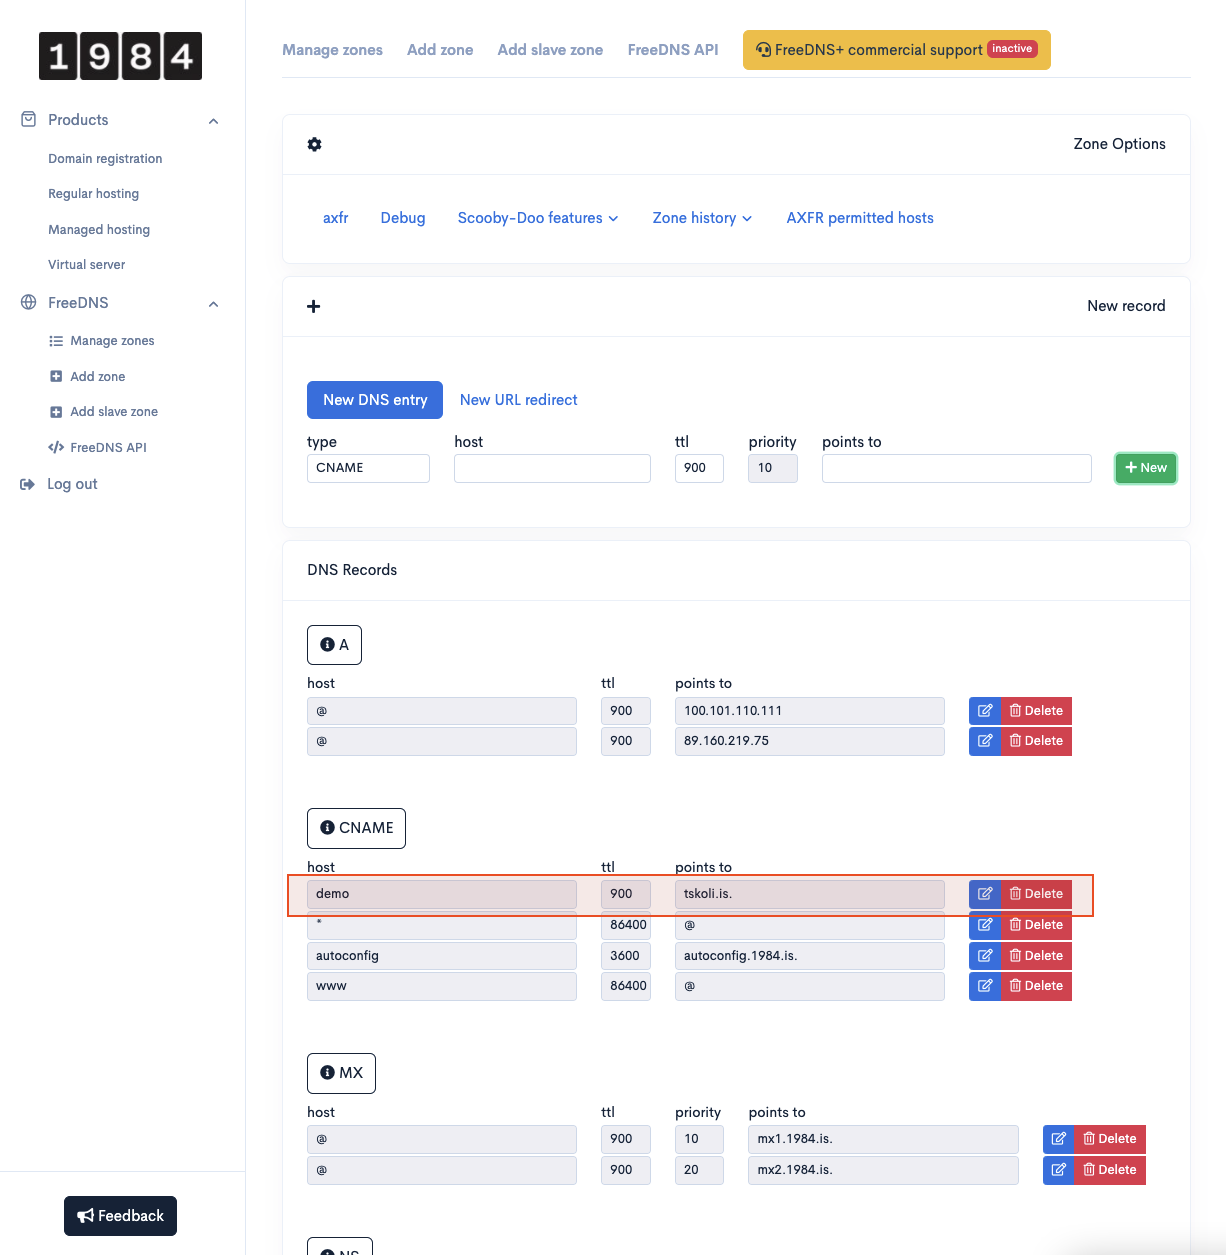 1984
Manage zones Add zone Add slave zone FreeDNS API FreeDNS+ commercial support inactive
Products
Domain registration
Regular hosting
Managed hosting
Virtual server
FreeDNS
Manage zones
Add zone
Add slave zone
FreeDNS API
Log out
Feedback
Zone Options
axfr Debug Scooby-Doo features Zone history AXFR permitted hosts
New record
New DNS entry New URL redirect
type host ttl priority points to
CNAME 900 10 New
DNS Records
A
host ttl points to
@ 900 100.101.110.111 Delete
@ 900 89.160.219.75 Delete
CNAME
host ttl points to
demo 900 tskoli.is. Delete
* 86400 @ Delete
autoconfig 3600 autoconfig.1984.is. Delete
www 86400 @ Delete
MX
host ttl priority points to
@ 900 10 mx1.1984.is. Delete
@ 900 20 mx2.1984.is. Delete
NS